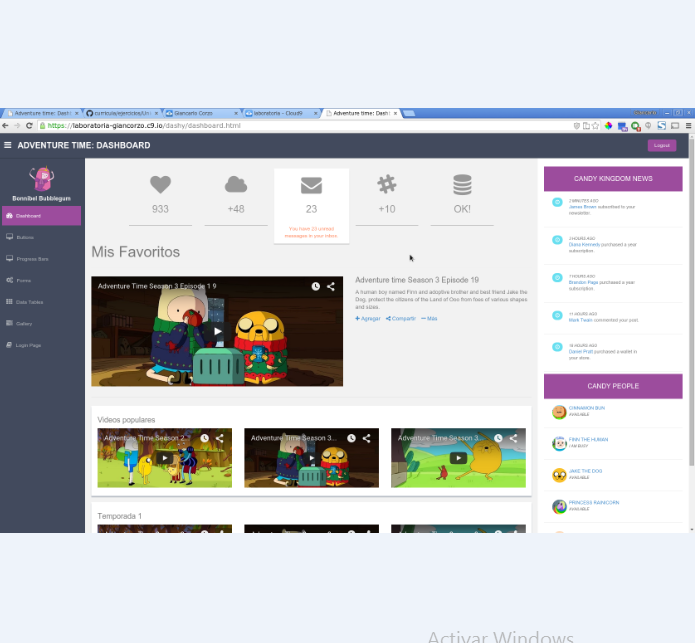 Adventure time: Dashb
curricula/ejercicios/Uni
Giancarlo Corzo
laboratoria - Cloud9
Adventure time: Dashb
https://laboratoria-giancorzo.c9.io/dashy/dashboard.html
ADVENTURE TIME: DASHBOARD
Logout
Bonnibel Bubblegum
Dashboard
Buttons
Progress Bars
Forms
Data Tables
Gallery
Login Page
933
+48
23
+10
OK!
You have 23 unread
messages in your inbox.
Mis Favoritos
Adventure Time Season 3 Episode 1 9
Adventure time Season 3 Episode 19
A human boy named Finn and adoptive brother and best friend Jake the
Dog, protect the citizens of the Land of Ooo from foes of various shapes
and sizes.
Agregar Compartir Más
Videos populares
Adventure Time Season 2...
Adventure Time Season 3...
Adventure Time Season 3...
Temporada 1
CANDY KINGDOM NEWS
2 MINUTES AGO
James Brown subscribed to your
newsletter.
3 HOURS AGO
Diana Kennedy purchased a year
subscription.
7 HOURS AGO
Brandon Page purchased a year
subscription.
11 HOURS AGO
Mark Twain commented your post.
18 HOURS AGO
Daniel Pratt purchased a wallet in
your store.
CANDY PEOPLE
CINNAMON BUN
AVAILABLE
FINN THE HUMAN
I AM BUSY
JAKE THE DOG
AVAILABLE
PRINCESS RAINICORN
AVAILABLE
Activar Windows